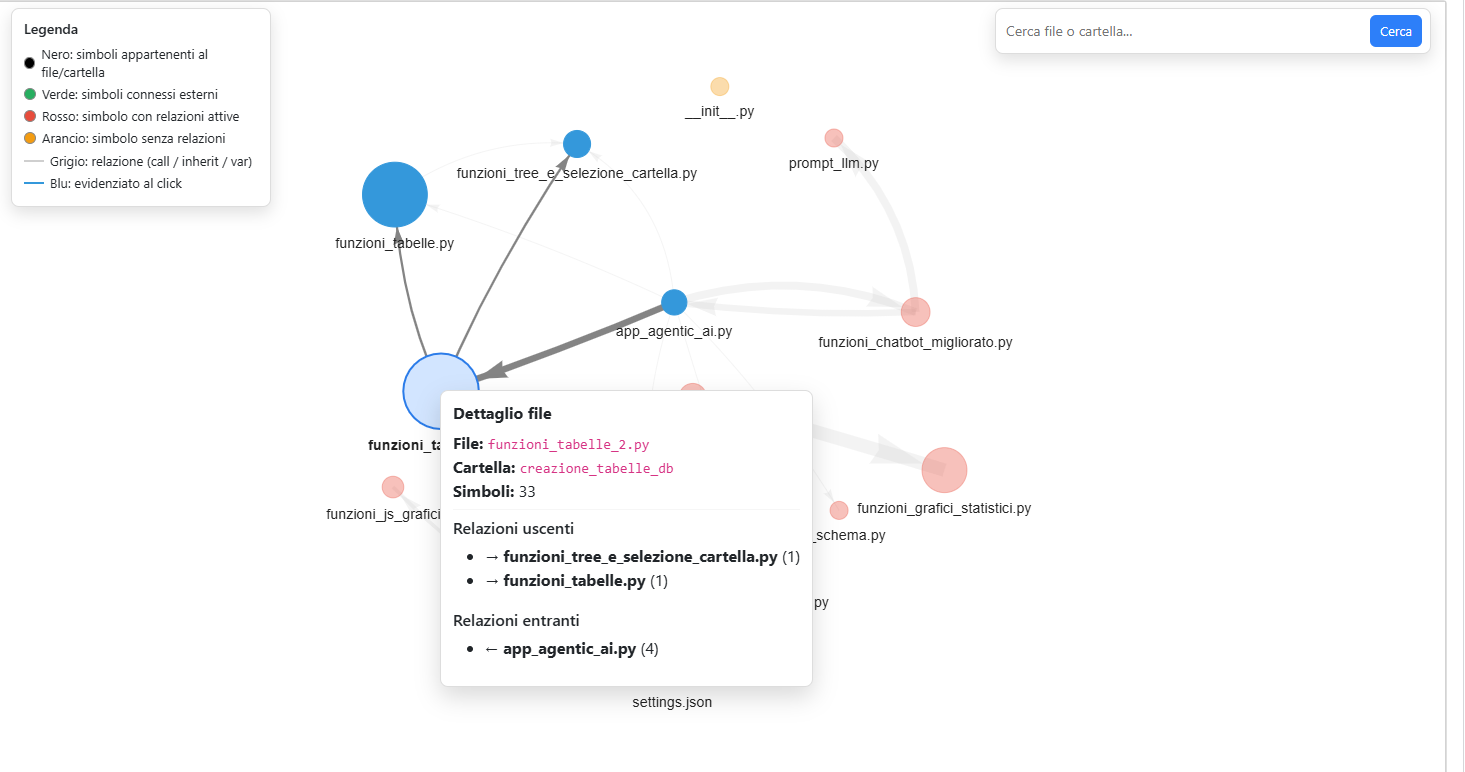 Legenda
Nero: simboli appartenenti al
file/cartella
Verde: simboli connessi esterni
Rosso: simbolo con relazioni attive
Arancio: simbolo senza relazioni
Grigio: relazione (call / inherit / var)
Blu: evidenziato al click
Cerca file o cartella...
Cerca
__init__.py
prompt_llm.py
funzioni_tree_e_selezione_cartella.py
funzioni_tabelle.py
app_agentic_ai.py
funzioni_chatbot_migliorato.py
funzioni_ta
funzioni_js_grafici
funzioni_grafici_statistici.py
_schema.py
py
settings.json
Dettaglio file
File: funzioni_tabelle_2.py
Cartella: creazione_tabelle_db
Simboli: 33
Relazioni uscenti
• → funzioni_tree_e_selezione_cartella.py (1)
• → funzioni_tabelle.py (1)
Relazioni entranti
• ← app_agentic_ai.py (4)